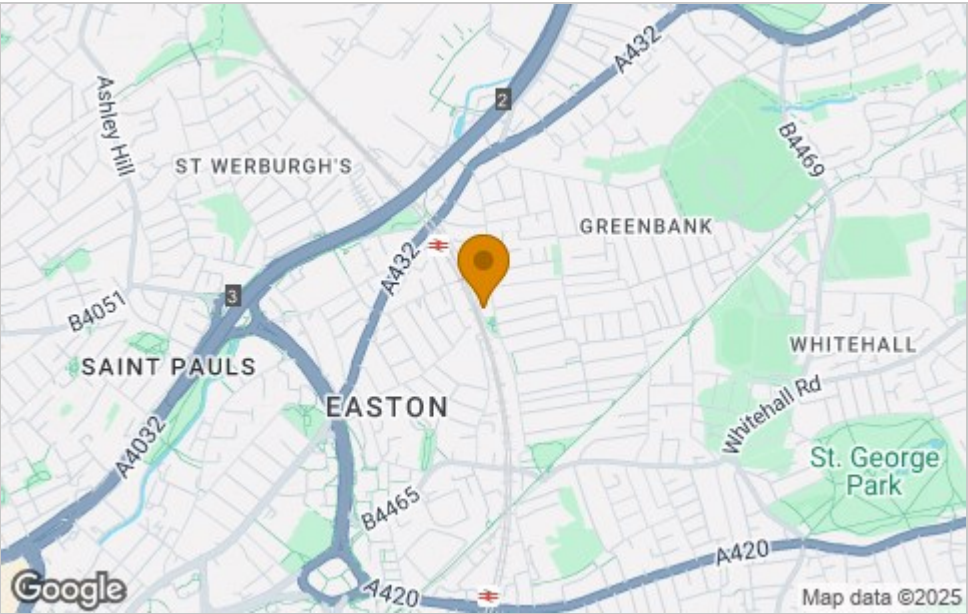 A432
2
Ashley Hill
B4469
ST WERBURGH'S
GREENBANK
A432
3
B4051
WHITEHALL
SAINT PAULS
Whitehall Rd
EASTON
A4032
St. George
Park
B4465
A420
A420
Google
Map data ©2025